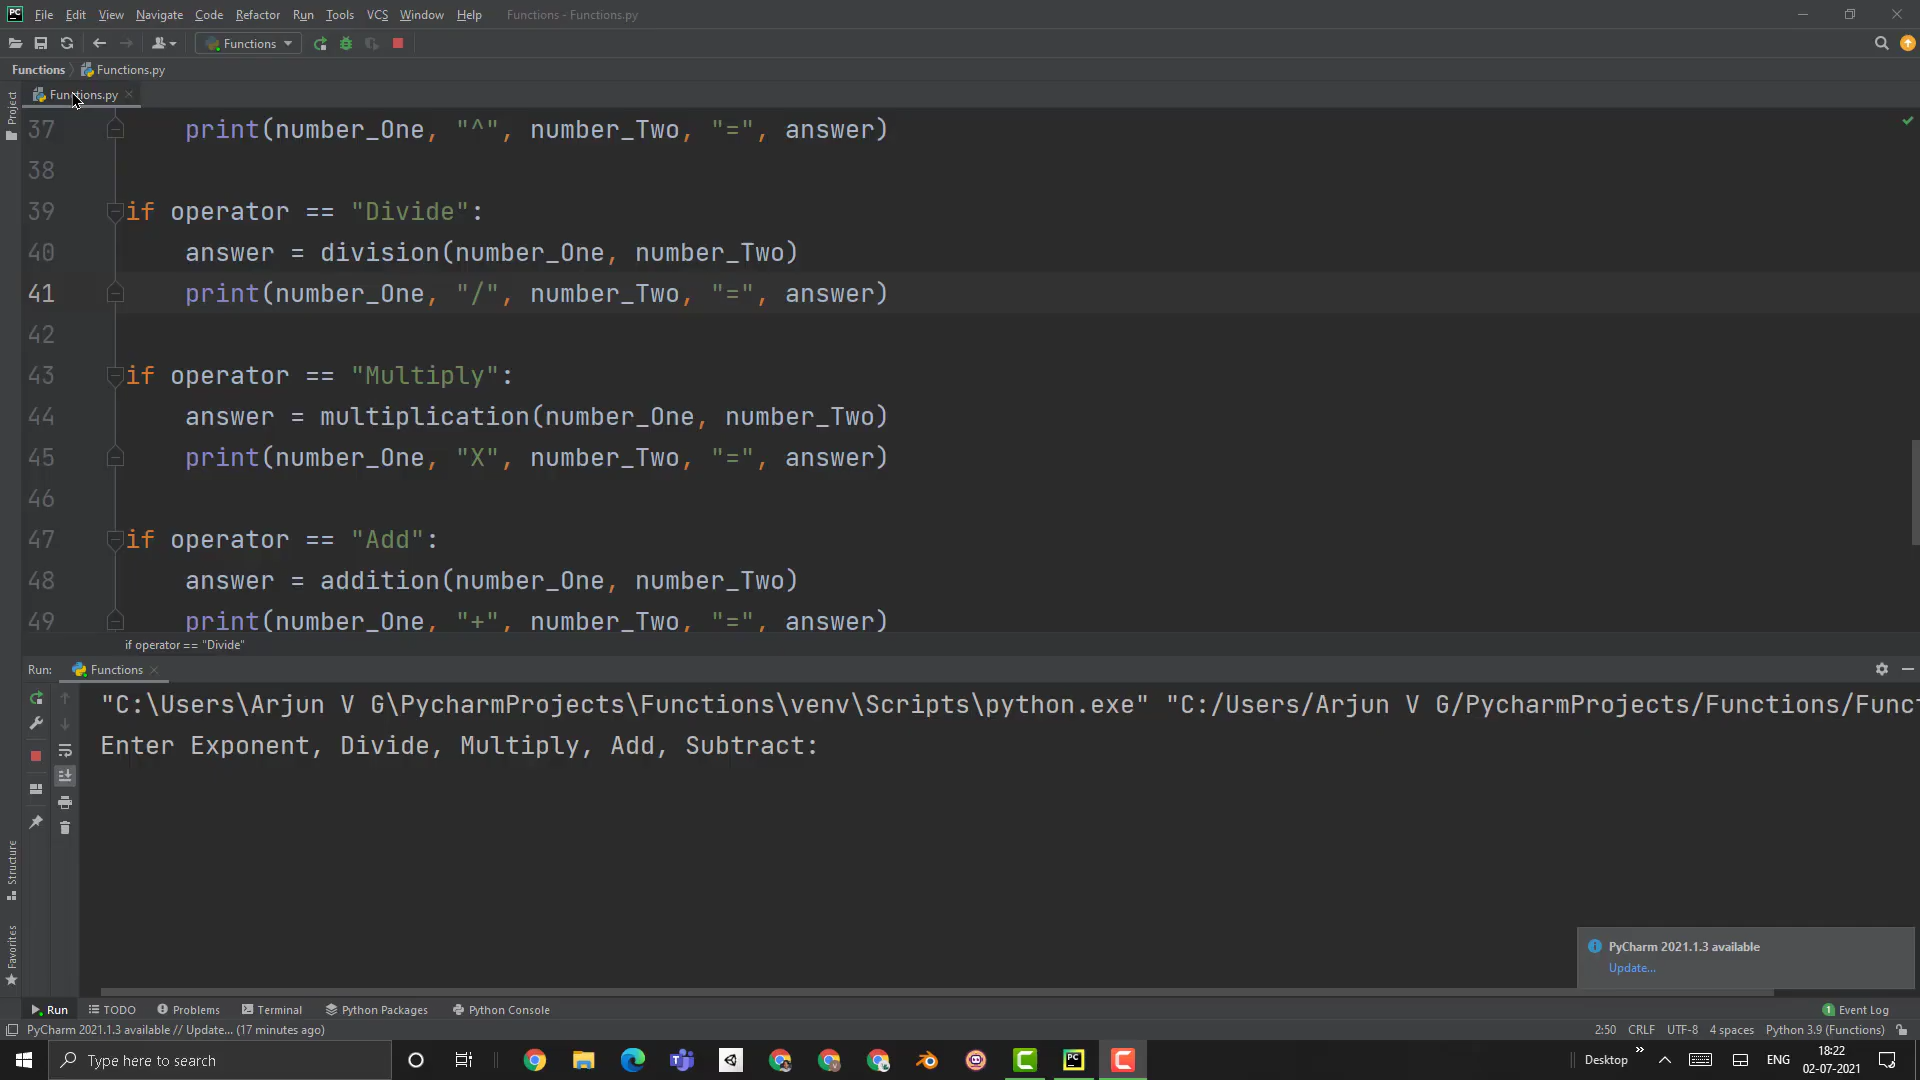 PC File Edit View Navigate Code Refactor Run Tools VCS Window Help Functions - Functions.py
Functions
Functions Functions.py
Functions.py
Project
37 print(number_One, "^", number_Two, "=", answer)
38
39 if operator == "Divide":
40 answer = division(number_One, number_Two)
41 print(number_One, "/", number_Two, "=", answer)
42
43 if operator == "Multiply":
44 answer = multiplication(number_One, number_Two)
45 print(number_One, "X", number_Two, "=", answer)
46
47 if operator == "Add":
48 answer = addition(number_One, number_Two)
49 print(number_One, "+", number_Two, "=", answer)
if operator == "Divide"
Run: Functions
"C:\Users\Arjun V G\PycharmProjects\Functions\venv\Scripts\python.exe" "C:/Users/Arjun V G/PycharmProjects/Functions/Funct
Enter Exponent, Divide, Multiply, Add, Subtract:
Structure
Favorites
PyCharm 2021.1.3 available
Update...
Run TODO Problems Terminal Python Packages Python Console 1 Event Log
PyCharm 2021.1.3 available // Update... (17 minutes ago) 2:50 CRLF UTF-8 4 spaces Python 3.9 (Functions)
Type here to search PC Desktop ENG 18:22
02-07-2021